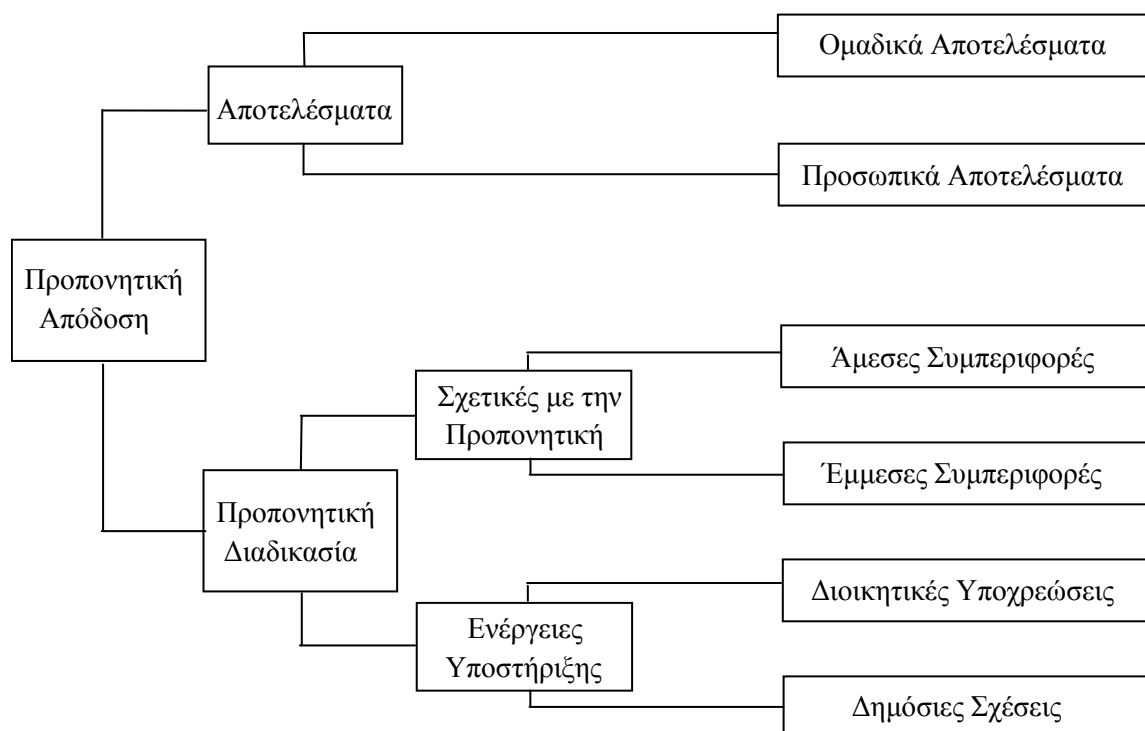 Ομαδικά Αποτελέσματα
Αποτελέσματα
Προσωπικά Αποτελέσματα
Προπονητική
Απόδοση
Άμεσες Συμπεριφορές
Σχετικές με την
Προπονητική
Έμμεσες Συμπεριφορές
Προπονητική
Διαδικασία
Διοικητικές Υποχρεώσεις
Ενέργειες
Υποστήριξης
Δημόσιες Σχέσεις